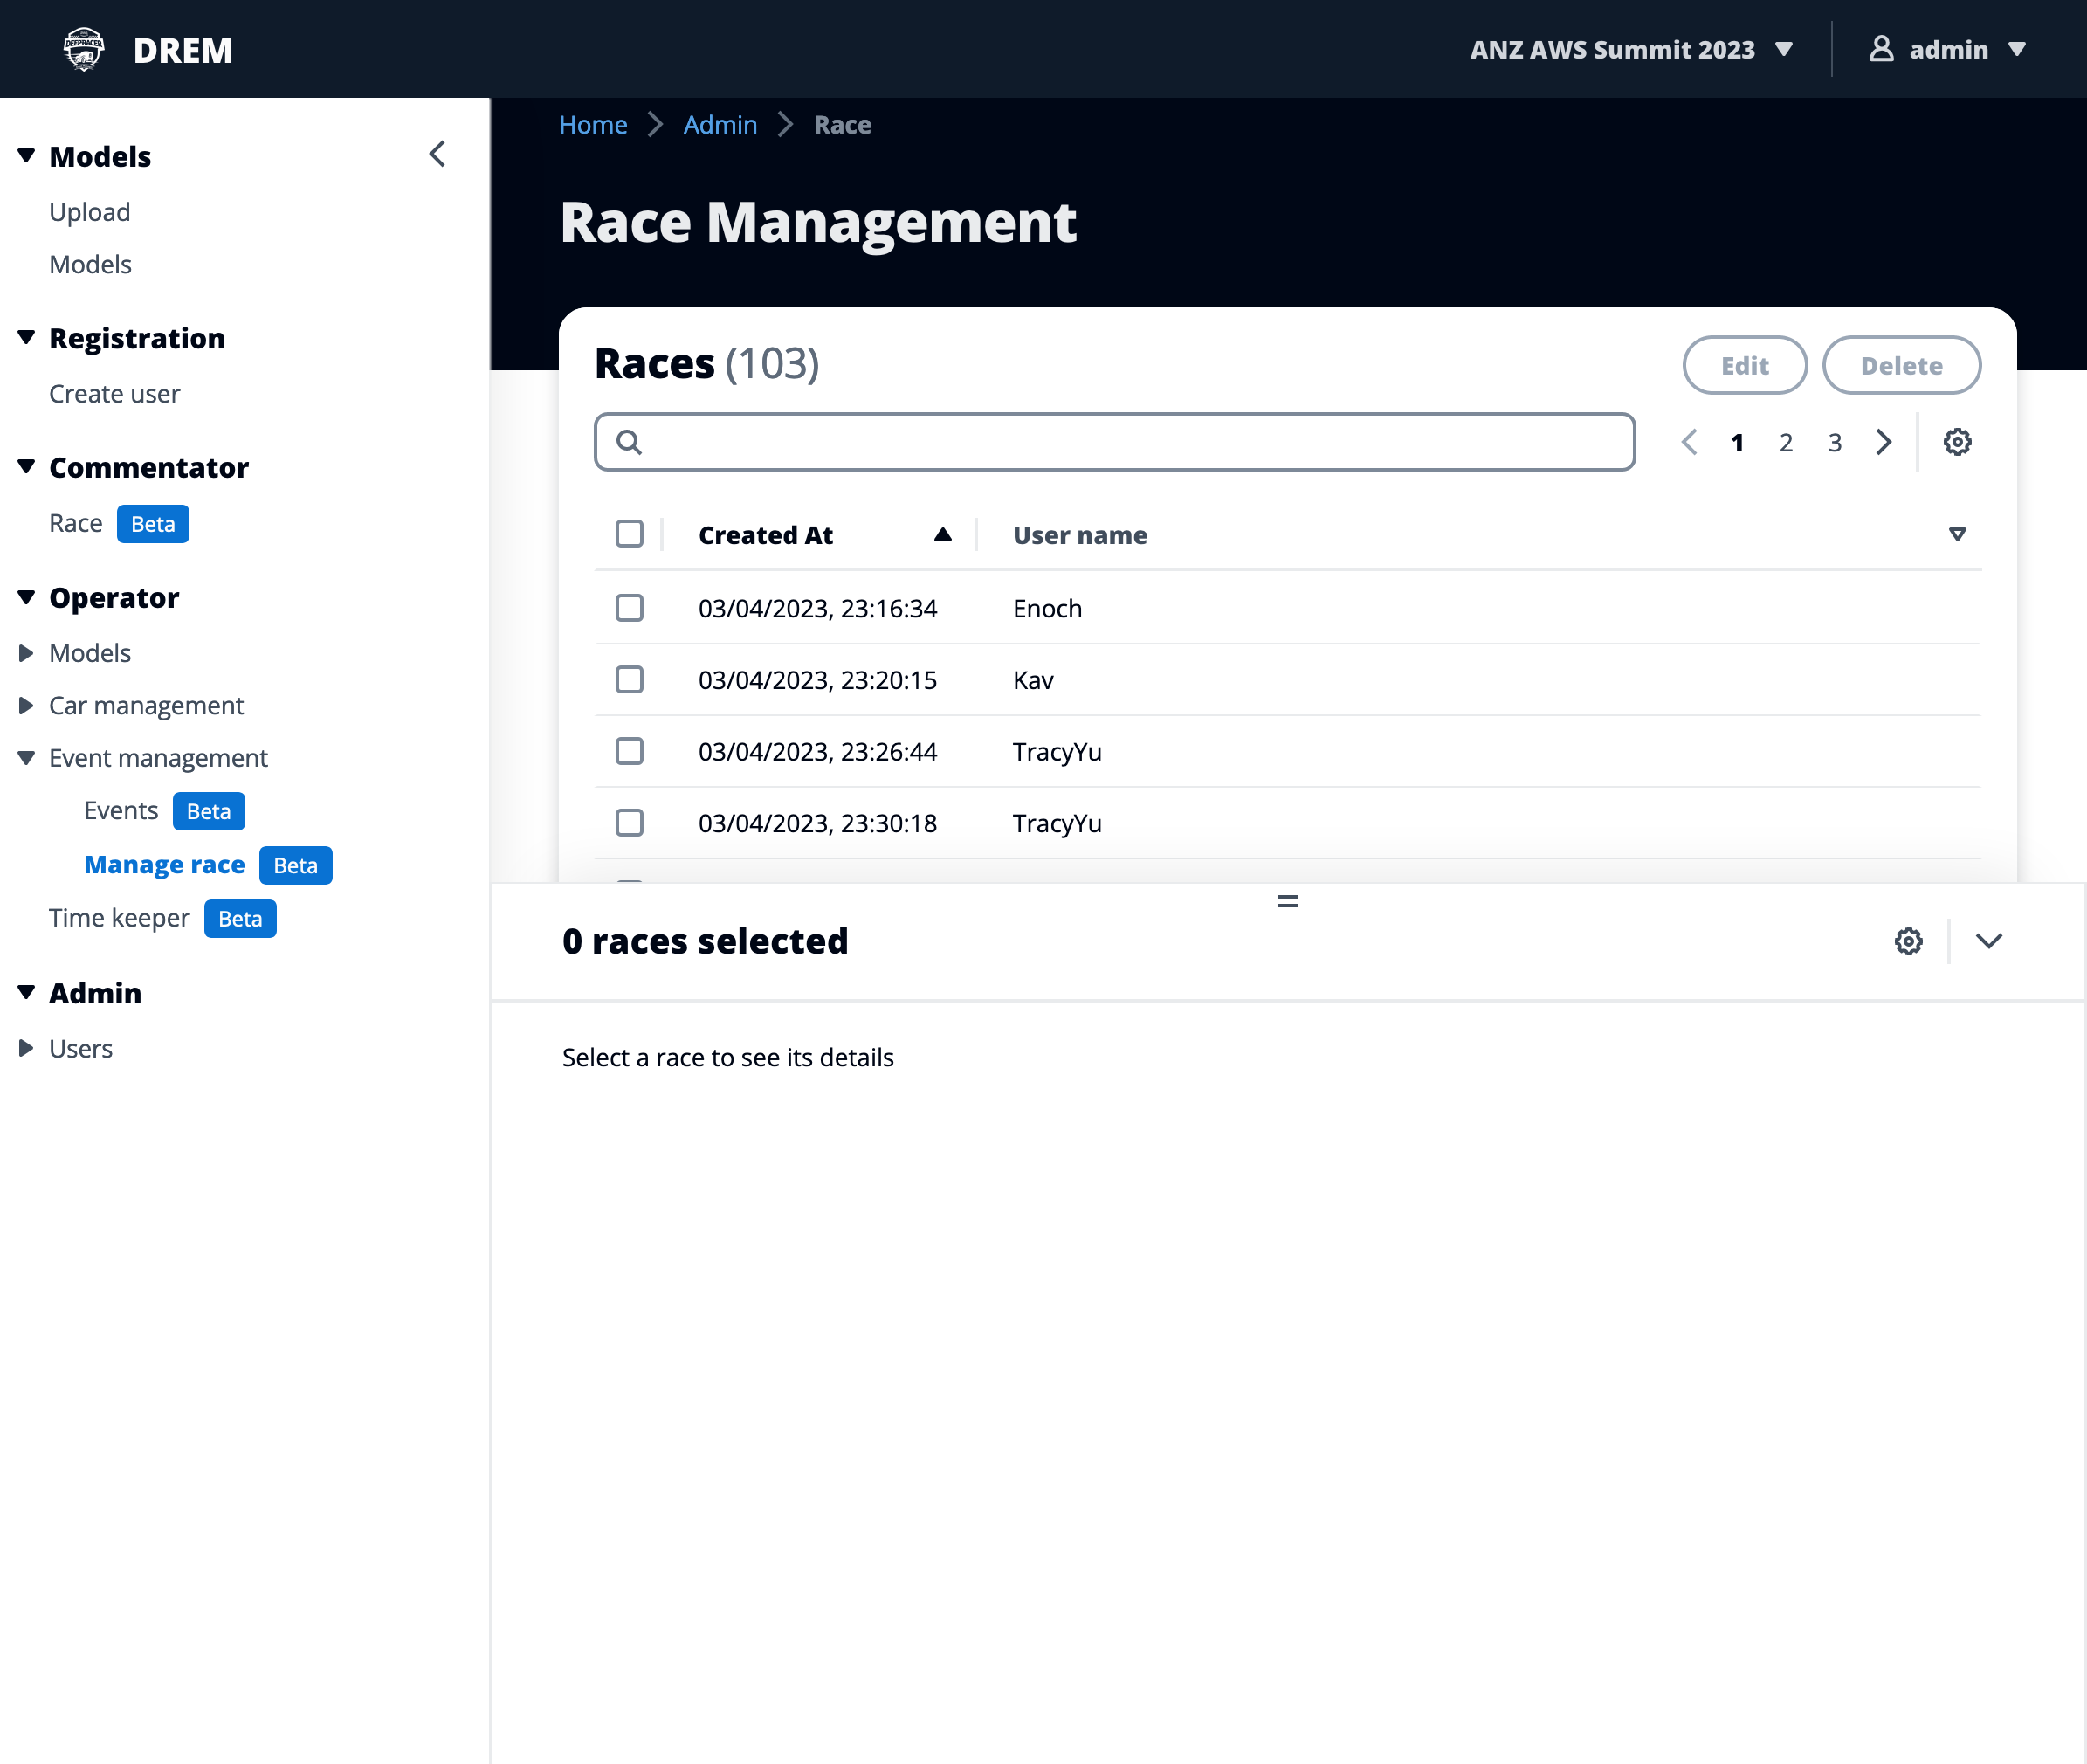 DREM
ANZ AWS Summit 2023
admin
Models
Upload
Models
Registration
Create user
Commentator
Race Beta
Operator
Models
Car management
Event management
Events Beta
Manage race Beta
Time keeper Beta
Admin
Users
Home > Admin > Race
Race Management
Races (103)
Edit
Delete
1 2 3
Created At
User name
03/04/2023, 23:16:34 Enoch
03/04/2023, 23:20:15 Kav
03/04/2023, 23:26:44 TracyYu
03/04/2023, 23:30:18 TracyYu
0 races selected
Select a race to see its details